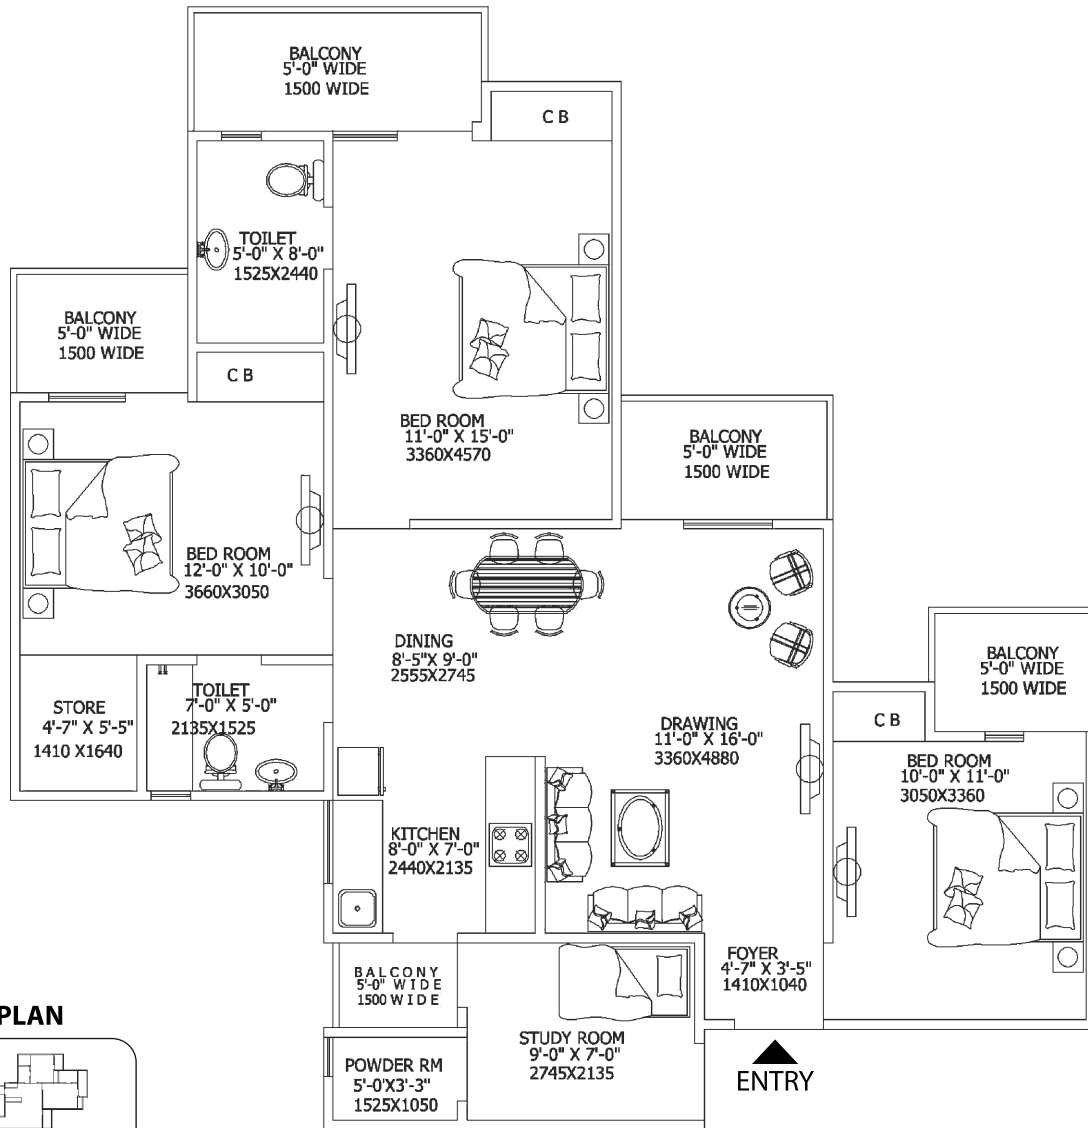 BALCONY
5'-0" WIDE
1500 WIDE
C B
TOILET
5'-0" X 8'-0"
1525X2440
BALCONY
5'-0" WIDE
1500 WIDE
C B
BED ROOM
11'-0" X 15'-0"
3360X4570
BALCONY
5'-0" WIDE
1500 WIDE
BED ROOM
12'-0" X 10'-0"
3660X3050
DINING
8'-5"X 9'-0"
2555X2745
BALCONY
5'-0" WIDE
1500 WIDE
STORE
4'-7" X 5'-5"
1410 X1640
TOILET
7'-0" X 5'-0"
2135X1525
DRAWING
11'-0" X 16'-0"
3360X4880
C B
BED ROOM
10'-0" X 11'-0"
3050X3360
KITCHEN
8'-0" X 7'-0"
2440X2135
FOYER
4'-7" X 3'-5"
1410X1040
BALCONY
5'-0" WIDE
1500 WIDE
PLAN
STUDY ROOM
9'-0" X 7'-0"
2745X2135
POWDER RM
5'-0'X3'-3"
1525X1050
ENTRY